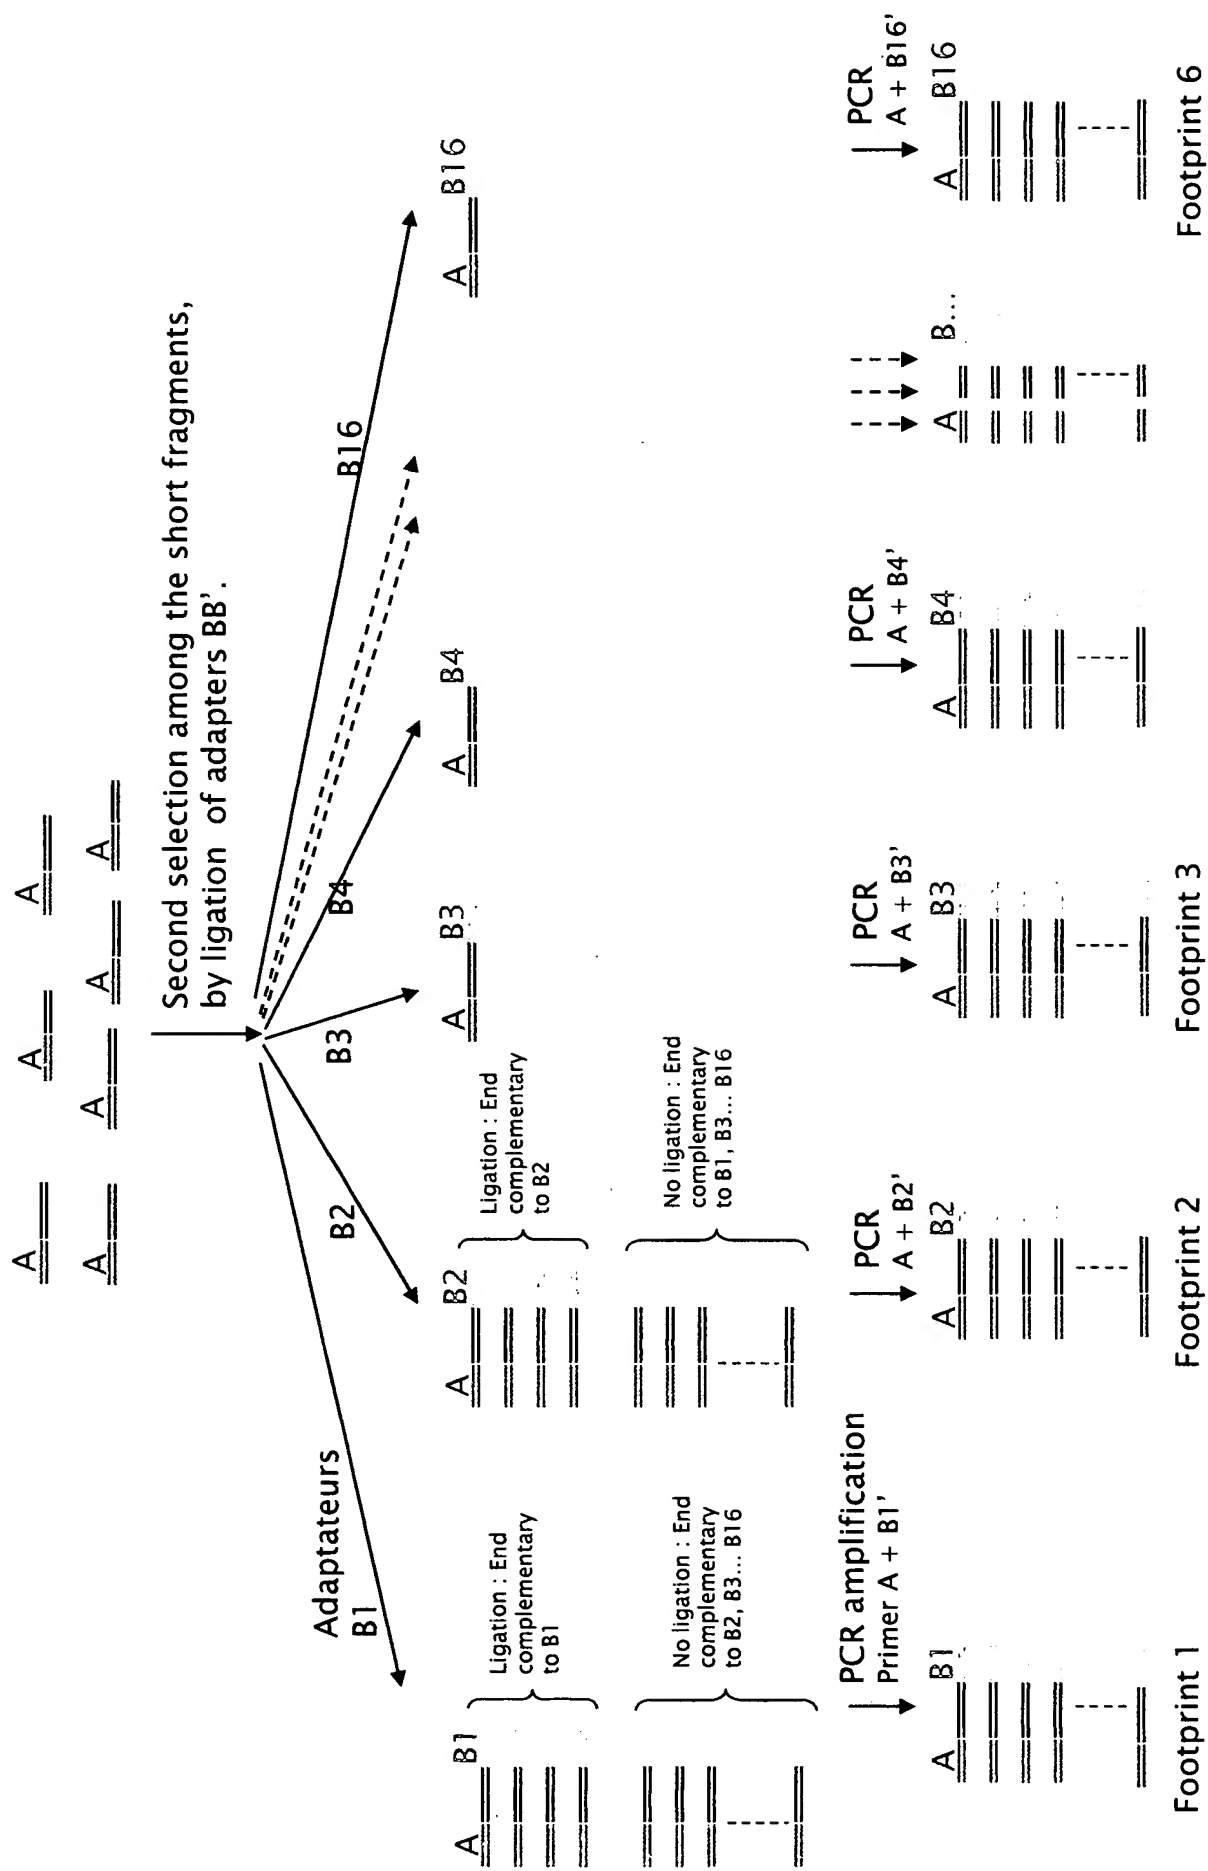 A
A
A
A
A
A
A
Second selection among the short fragments,
by ligation of adapters BB'.
Adaptateurs
B1
B2
B3
B4
B16
A
B1
Ligation : End
complementary
to B1
No ligation : End
complementary
to B2, B3... B16
A
B2
Ligation : End
complementary
to B2
No ligation : End
complementary
to B1, B3... B16
A
B3
A
B4
A
B16
PCR amplification
Primer A + B1'
A
B1
Footprint 1
PCR
A + B2'
A
B2
Footprint 2
PCR
A + B3'
A
B3
Footprint 3
PCR
A + B4'
A
B4
A
B...
PCR
A + B16'
A
B16
Footprint 6